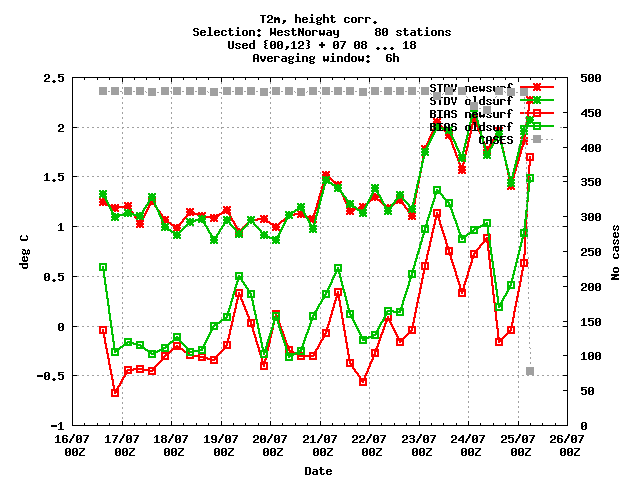 T2m, height corr.
Selection: WestNorway 80 stations
Used {00,12} + 07 08 ... 18
Averaging window: 6h
2.5
2
1.5
1
0.5
0
-0.5
-1
deg C
500
450
400
350
300
250
200
150
100
50
0
No cases
STDV newsurf
STDV oldsurf
BIAS newsurf
BIAS oldsurf
CASES
16/07 17/07 18/07 19/07 20/07 21/07 22/07 23/07 24/07 25/07 26/07
00Z 00Z 00Z 00Z 00Z 00Z 00Z 00Z 00Z 00Z 00Z
Date